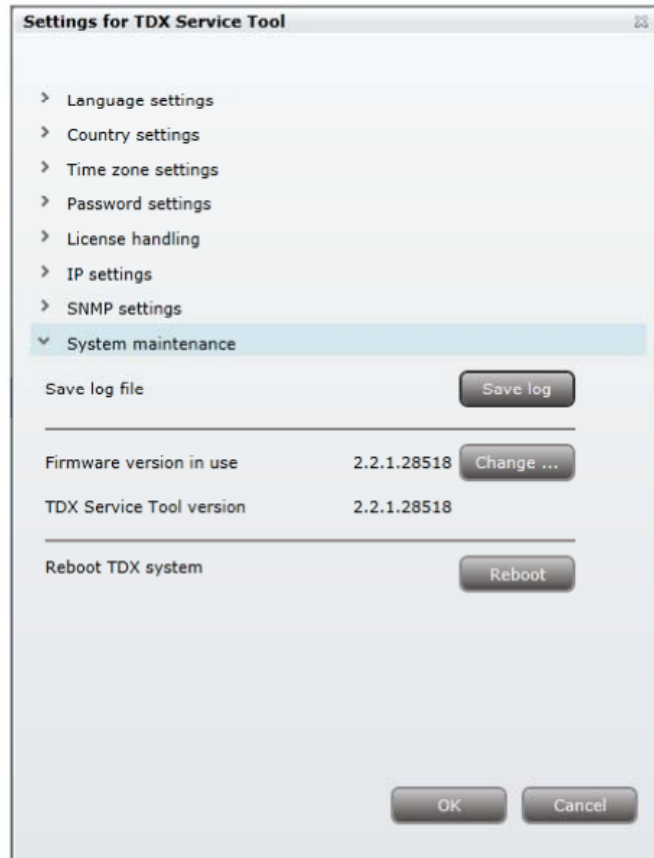 Settings for TDX Service Tool
Language settings
Country settings
Time zone settings
Password settings
License handling
IP settings
SNMP settings
System maintenance
Save log file Save log
Firmware version in use 2.2.1.28518 Change ...
TDX Service Tool version 2.2.1.28518
Reboot TDX system Reboot
OK Cancel